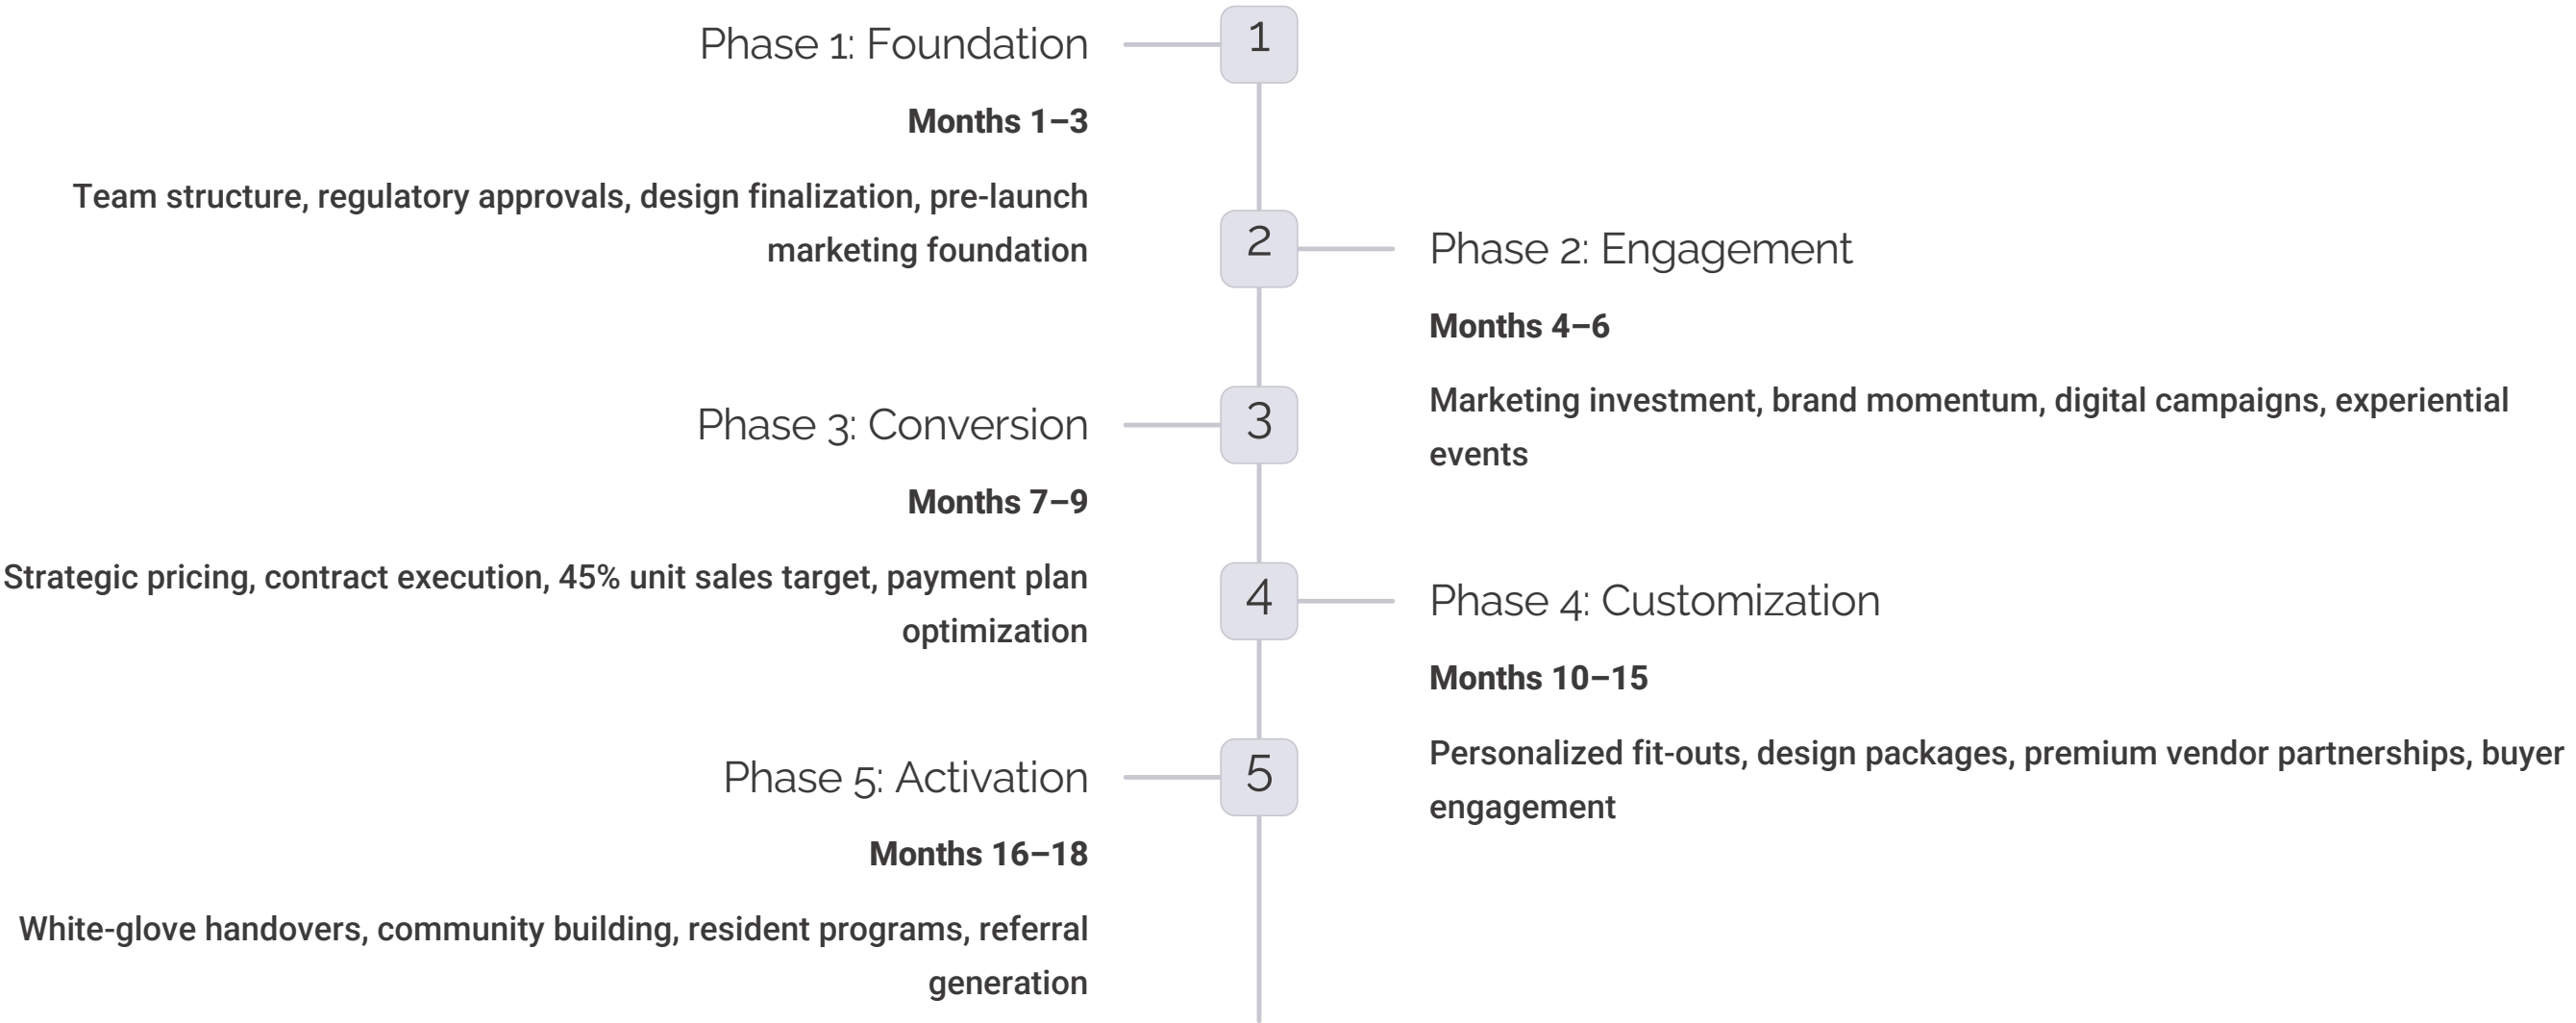 Phase 1: Foundation
1
Months 1–3
Team structure, regulatory approvals, design finalization, pre-launch
marketing foundation
2
Phase 2: Engagement
Months 4–6
Marketing investment, brand momentum, digital campaigns, experiential
events
Phase 3: Conversion
3
Months 7–9
Strategic pricing, contract execution, 45% unit sales target, payment plan
optimization
4
Phase 4: Customization
Months 10–15
Personalized fit-outs, design packages, premium vendor partnerships, buyer
engagement
Phase 5: Activation
5
Months 16–18
White-glove handovers, community building, resident programs, referral
generation